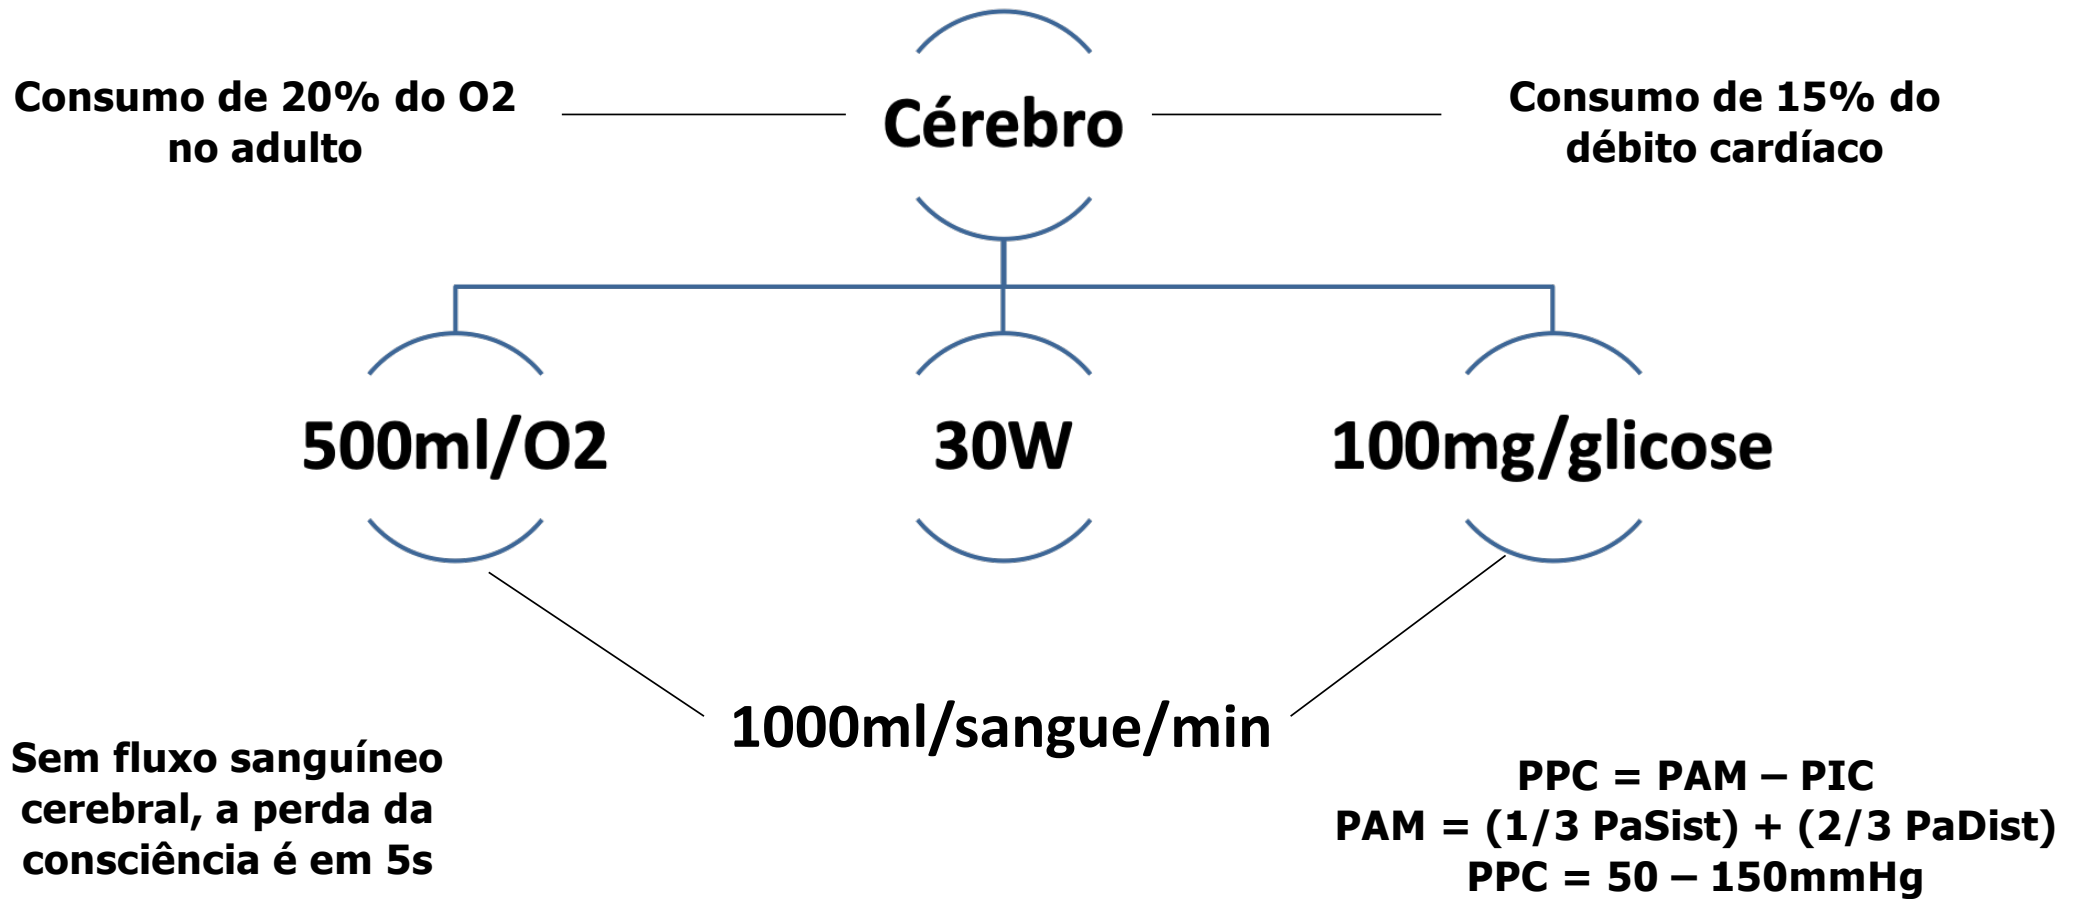 Consumo de 20% do O2
no adulto
Cérebro
Consumo de 15% do
débito cardíaco
500ml/O2
30W
100mg/glicose
1000ml/sangue/min
Sem fluxo sanguíneo
cerebral, a perda da
consciência é em 5s
PPC = PAM – PIC
PAM = (1/3 PaSist) + (2/3 PaDist)
PPC = 50 – 150mmHg